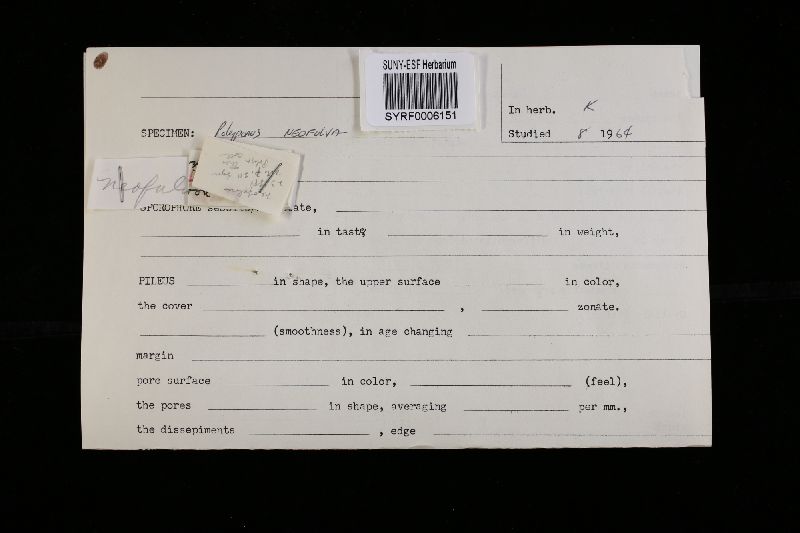 SUNY-ESF Herbarium
SYRF0006151
In herb. K
Studied 8 1964
SPECIMEN: Polyporus NEOFULVA
neoful
in taste, in weight,
PILEUS in shape, the upper surface in color,
the cover , zonate.
(smoothness), in age changing
margin
pore surface in color, (feel),
the pores in shape, averaging per mm.,
the dissepiments , edge